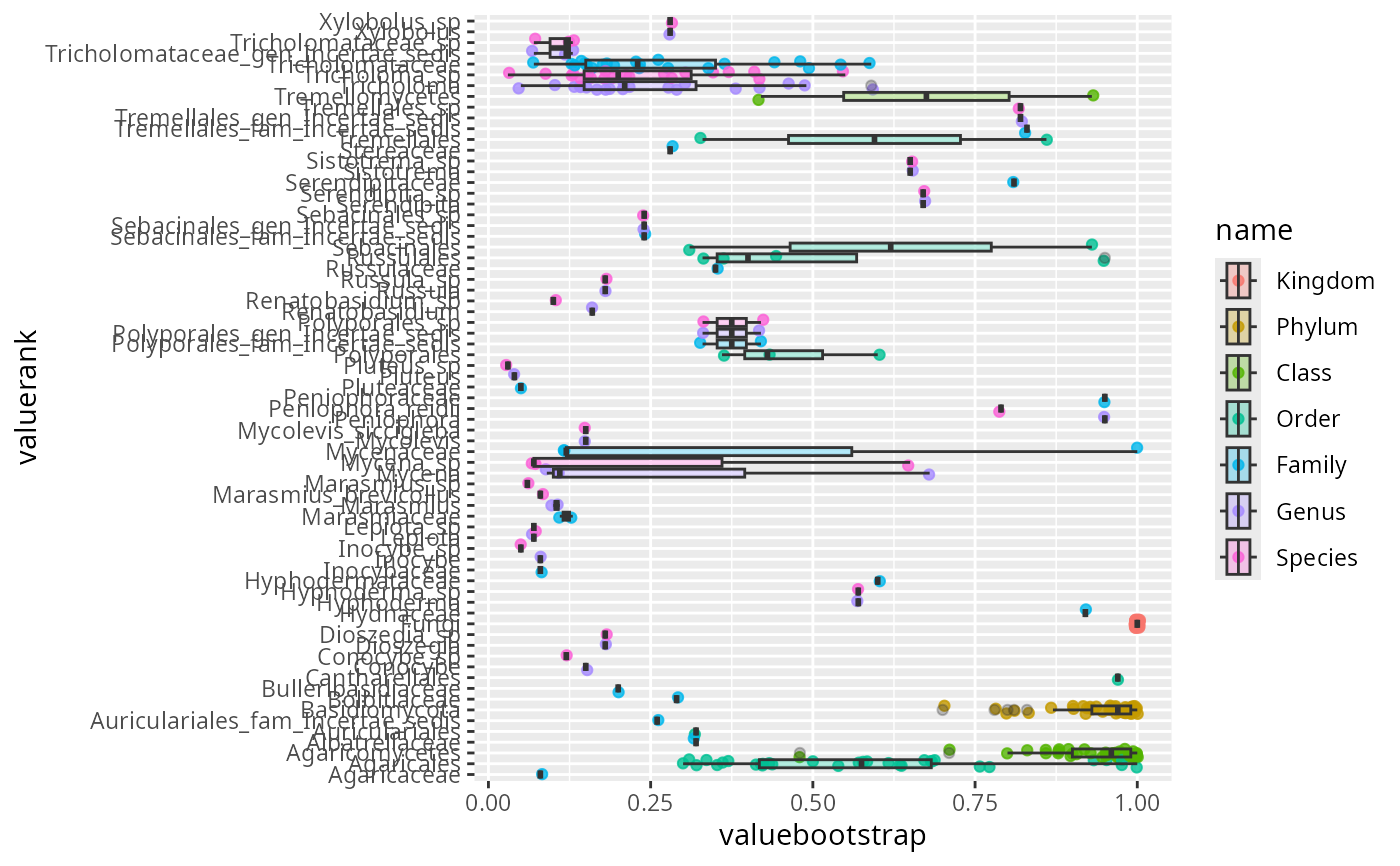 Xylobolus_sp
Xylobolus
Tricholomataceae_sp
Tricholomataceae_gen_Incertae_sedis
Tricholomataceae
Tricholoma_sp
Tricholoma
Tremellomycetes
Tremellales_sp
Tremellales_gen_Incertae_sedis
Tremellales_fam_Incertae_sedis
Tremellales
Stereaceae
Sistotrema_sp
Sistotrema
Serendipitaceae
Serendipita_sp
Serendipita
Sebacinales_sp
Sebacinales_gen_Incertae_sedis
Sebacinales_fam_Incertae_sedis
Sebacinales
Russulales
Russulaceae
Russula_sp
Russula
Renatobasidium_sp
Renatobasidium
Polyporales_sp
Polyporales_gen_Incertae_sedis
Polyporales_fam_Incertae_sedis
Polyporales
Pluteus_sp
Pluteus
Pluteaceae
Peniophoraceae
Peniophora_reidii
Peniophora
Mycolevis_siccigleba
Mycolevis
Mycenaceae
Mycena_sp
Mycena
Marasmius_sp
Marasmius_brevicollus
Marasmius
Marasmiaceae
Lepiota_sp
Lepiota
Inocybe_sp
Inocybe
Inocybaceae
Hyphodermataceae
Hyphoderma_sp
Hyphoderma
Hydnaceae
Fungi
Dioszegia_sp
Dioszegia
Conocybe_sp
Conocybe
Cantharellales
Bulleribasidiaceae
Bolbitiaceae
Basidiomycota
Auriculariales_fam_Incertae_sedis
Auriculariales
Albatrellaceae
Agaricomycetes
Agaricales
Agaricaceae
0.00 0.25 0.50 0.75 1.00
valuebootstrap
valuerank
name
Kingdom
Phylum
Class
Order
Family
Genus
Species